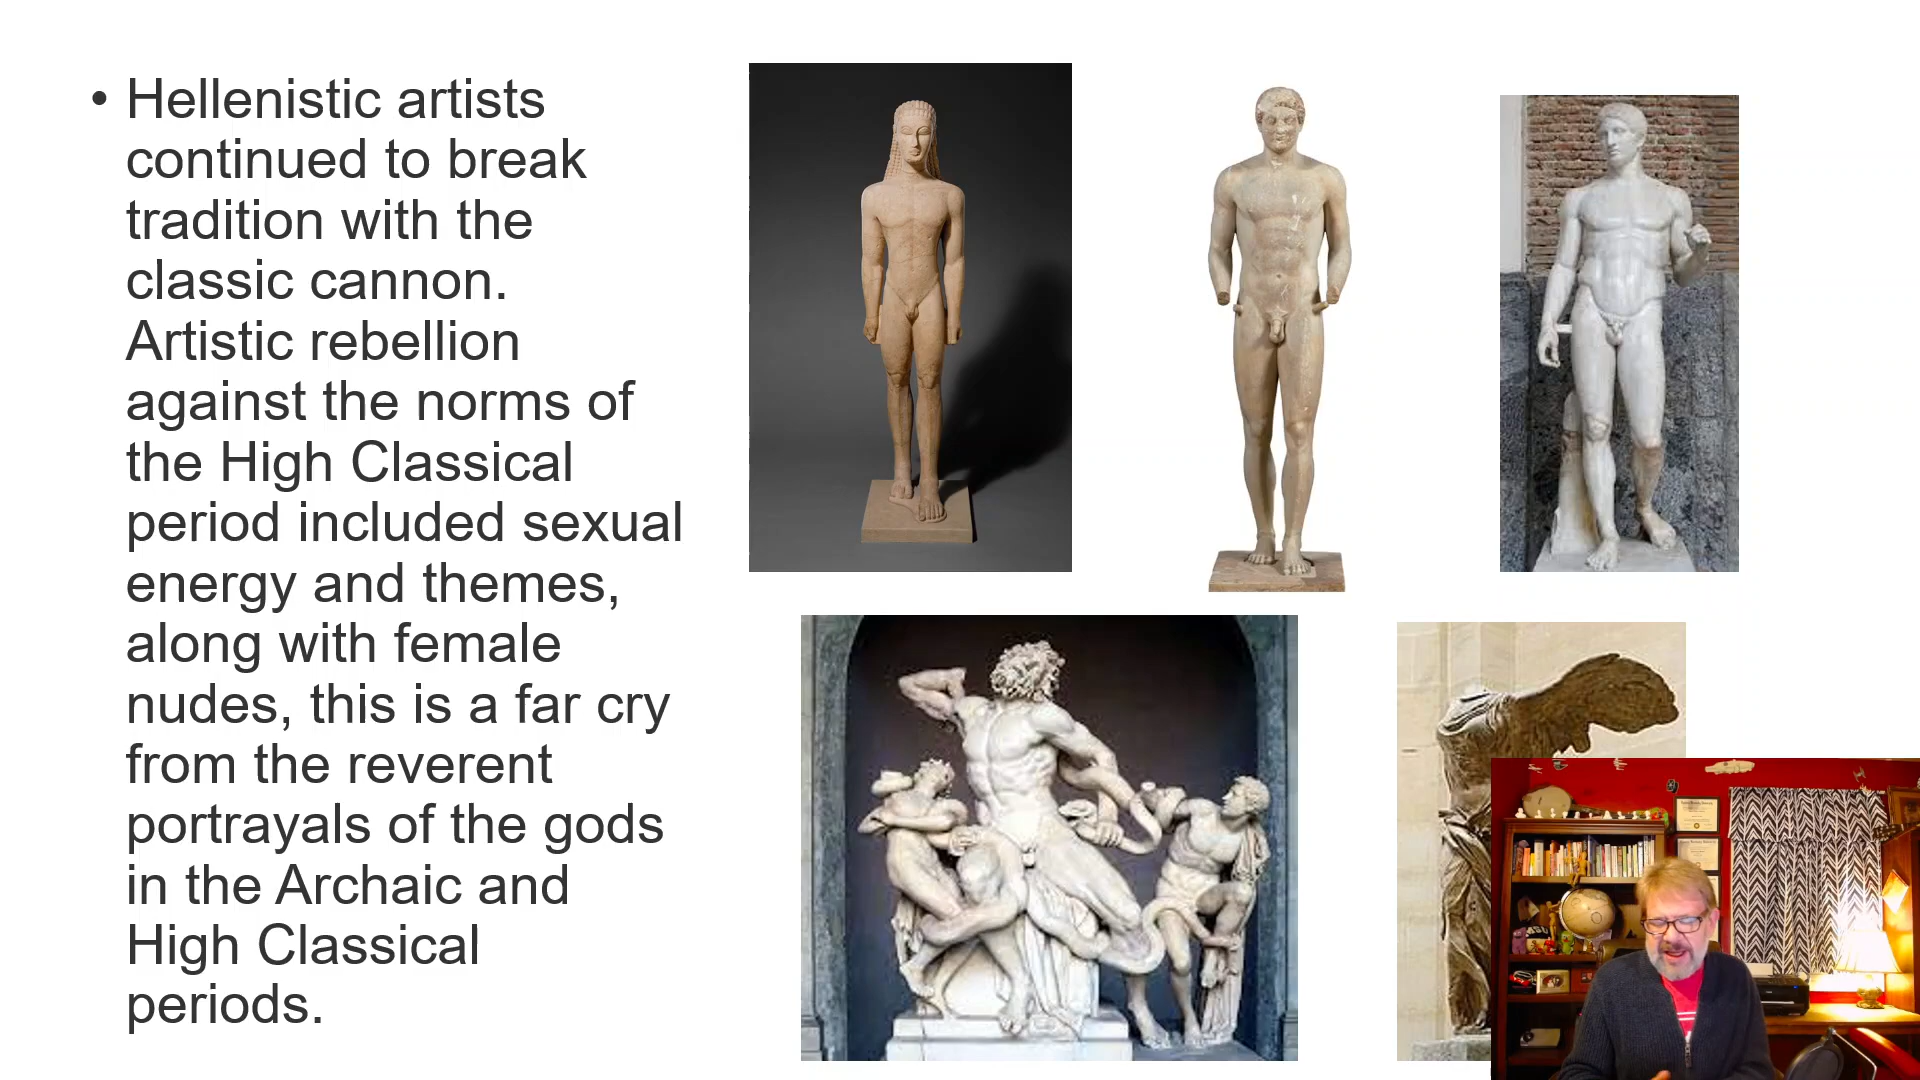 • Hellenistic artists
continued to break
tradition with the
classic cannon.
Artistic rebellion
against the norms of
the High Classical
period included sexual
energy and themes,
along with female
nudes, this is a far cry
from the reverent
portrayals of the gods
in the Archaic and
High Classical
periods.